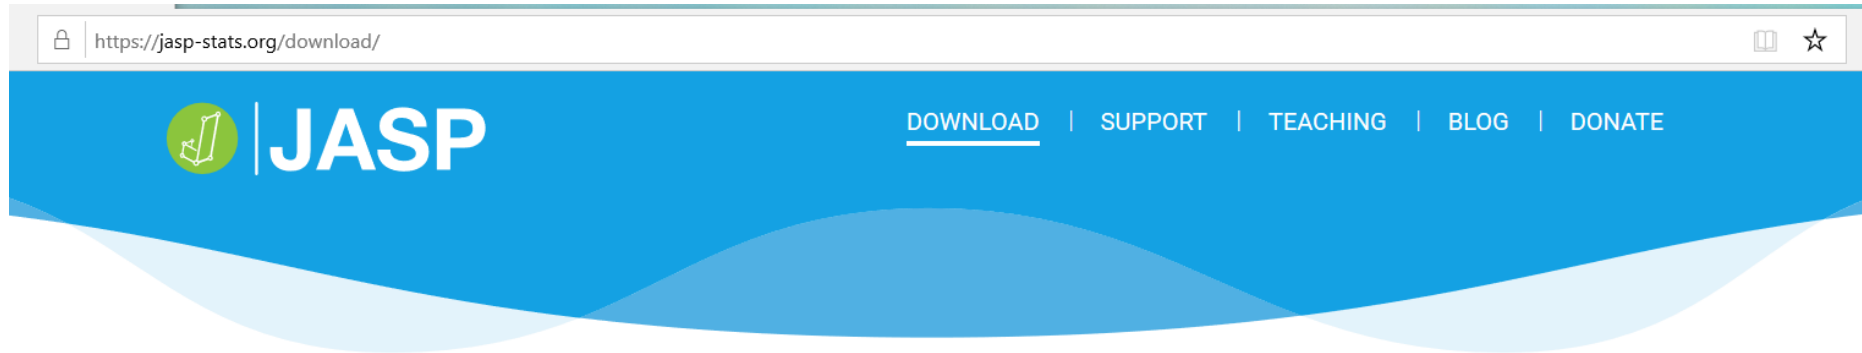 https://jasp-stats.org/download/
JASP
DOWNLOAD | SUPPORT | TEACHING | BLOG | DONATE